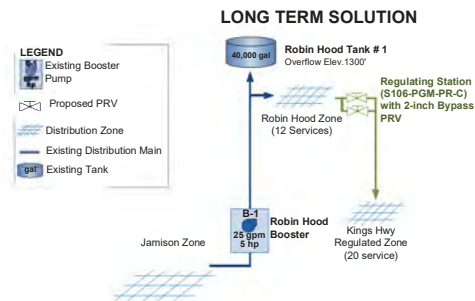 LONG TERM SOLUTION
LEGEND
Existing Booster
Pump
Proposed PRV
Distribution Zone
Existing Distribution Main
gal
Existing Tank
40,000 gal
Robin Hood Tank # 1
Overflow Elev.1300'
Regulating Station
(S106-PGM-PR-C)
with 2-inch Bypass
PRV
Robin Hood Zone
(12 Services)
B-1
25 gpm
5 hp
Robin Hood
Booster
Jamison Zone
Kings Hwy
Regulated Zone
(20 service)